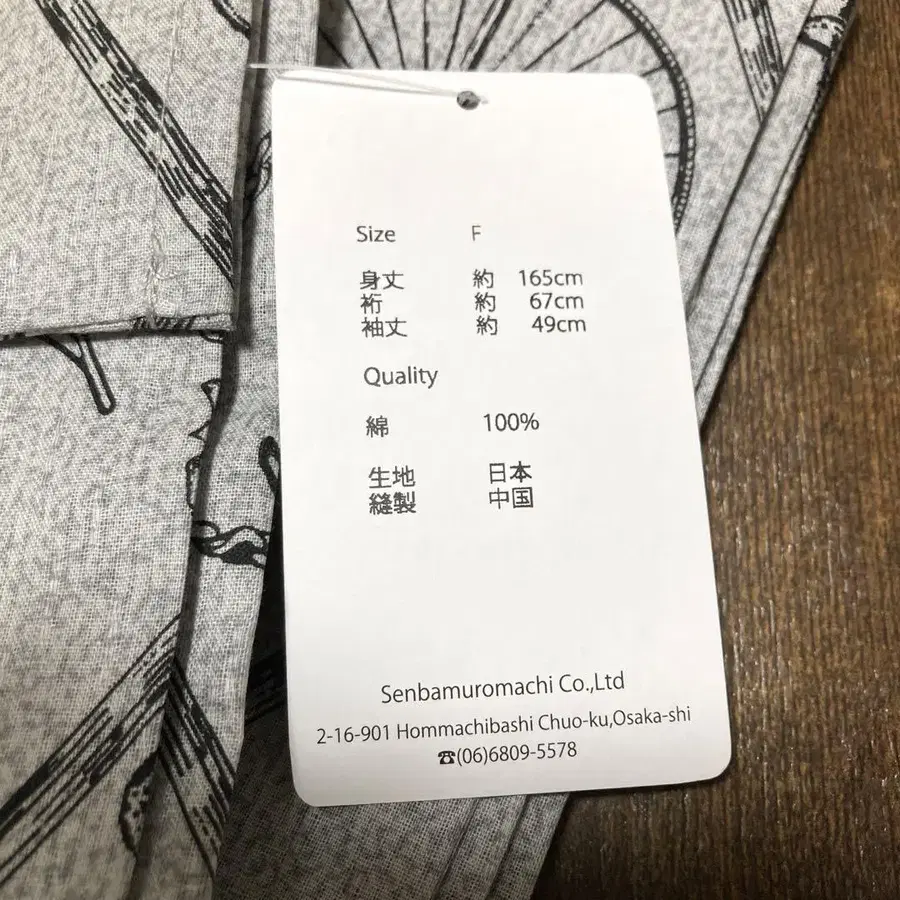 Size F
身丈 約 165cm
裄 約 67cm
袖丈 約 49cm
Quality
綿 100%
生地 日本
縫製 中国
Senbamuromachi Co.,Ltd
2-16-901 Hommachibashi Chuo-ku,Osaka-shi
☎(06)6809-5578